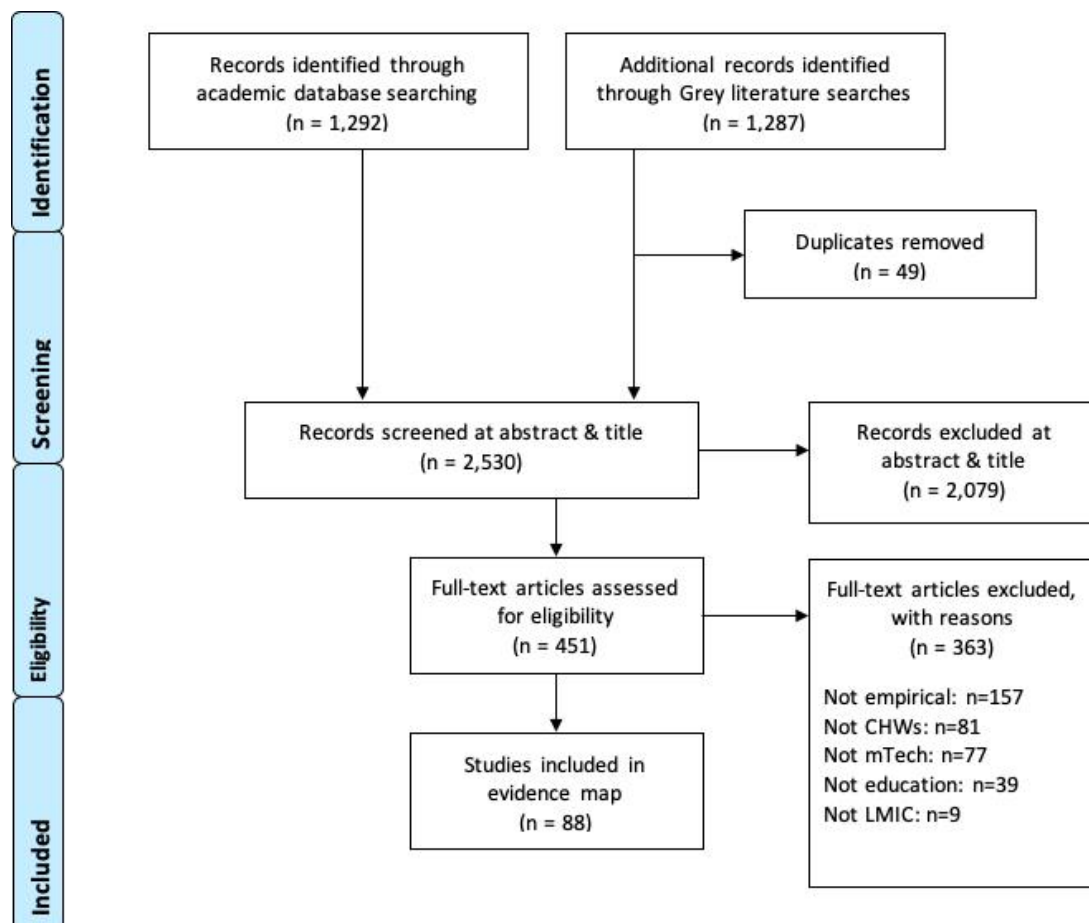 Identification
Records identified through
academic database searching
(n = 1,292)
Additional records identified
through Grey literature searches
(n = 1,287)
Duplicates removed
(n = 49)
Screening
Records screened at abstract & title
(n = 2,530)
Records excluded at
abstract & title
(n = 2,079)
Eligibility
Full-text articles assessed
for eligibility
(n = 451)
Full-text articles excluded,
with reasons
(n = 363)
Not empirical: n=157
Not CHWs: n=81
Not mTech: n=77
Not education: n=39
Not LMIC: n=9
Included
Studies included in
evidence map
(n = 88)